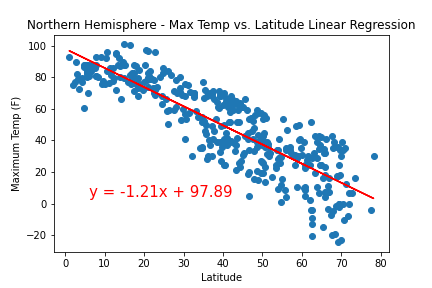 Northern Hemisphere - Max Temp vs. Latitude Linear Regression
Maximum Temp (F)
100
80
60
40
20
0
−20
y = -1.21x + 97.89
0 10 20 30 40 50 60 70 80
Latitude